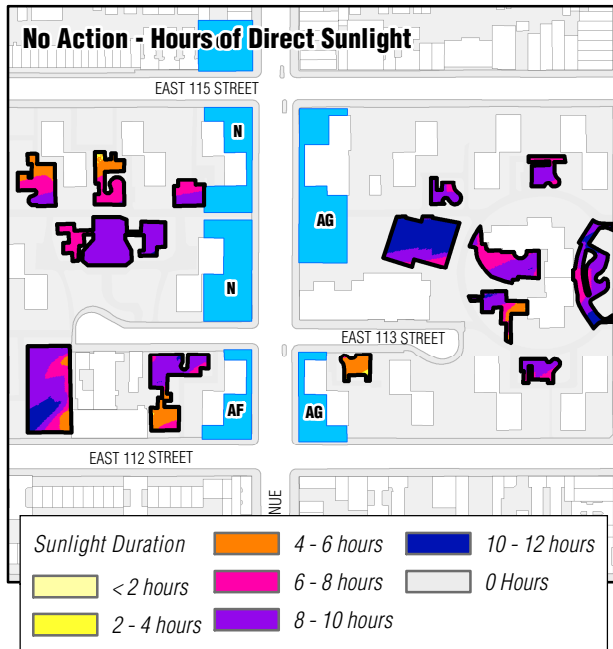 No Action - Hours of Direct Sunlight
EAST 115 STREET
N
AG
N
EAST 113 STREET
AF
AG
EAST 112 STREET
NUE
Sunlight Duration
< 2 hours
2 - 4 hours
4 - 6 hours
6 - 8 hours
8 - 10 hours
10 - 12 hours
0 Hours